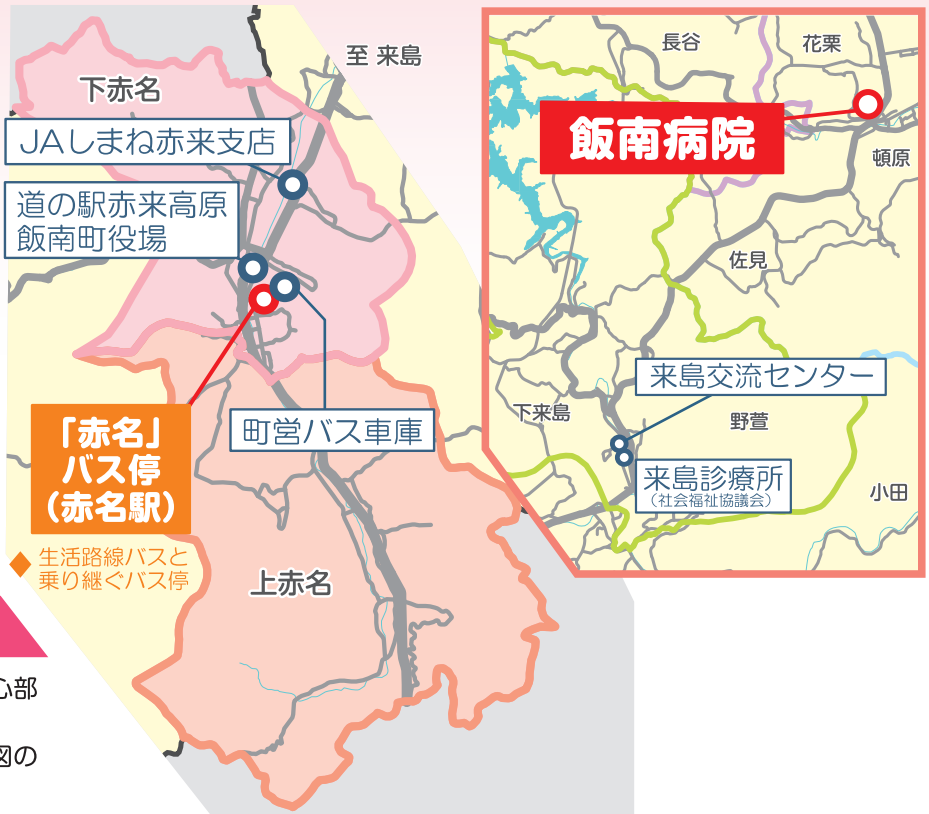 至 来島
下赤名
JAしまね赤来支店
道の駅赤来高原
飯南町役場
町営バス車庫
「赤名」
バス停
(赤名駅)
生活路線バスと
乗り継ぐバス停
上赤名
心部
図の
長谷
花栗
飯南病院
頓原
佐見
来島交流センター
下来島
野萱
来島診療所
(社会福祉協議会)
小田